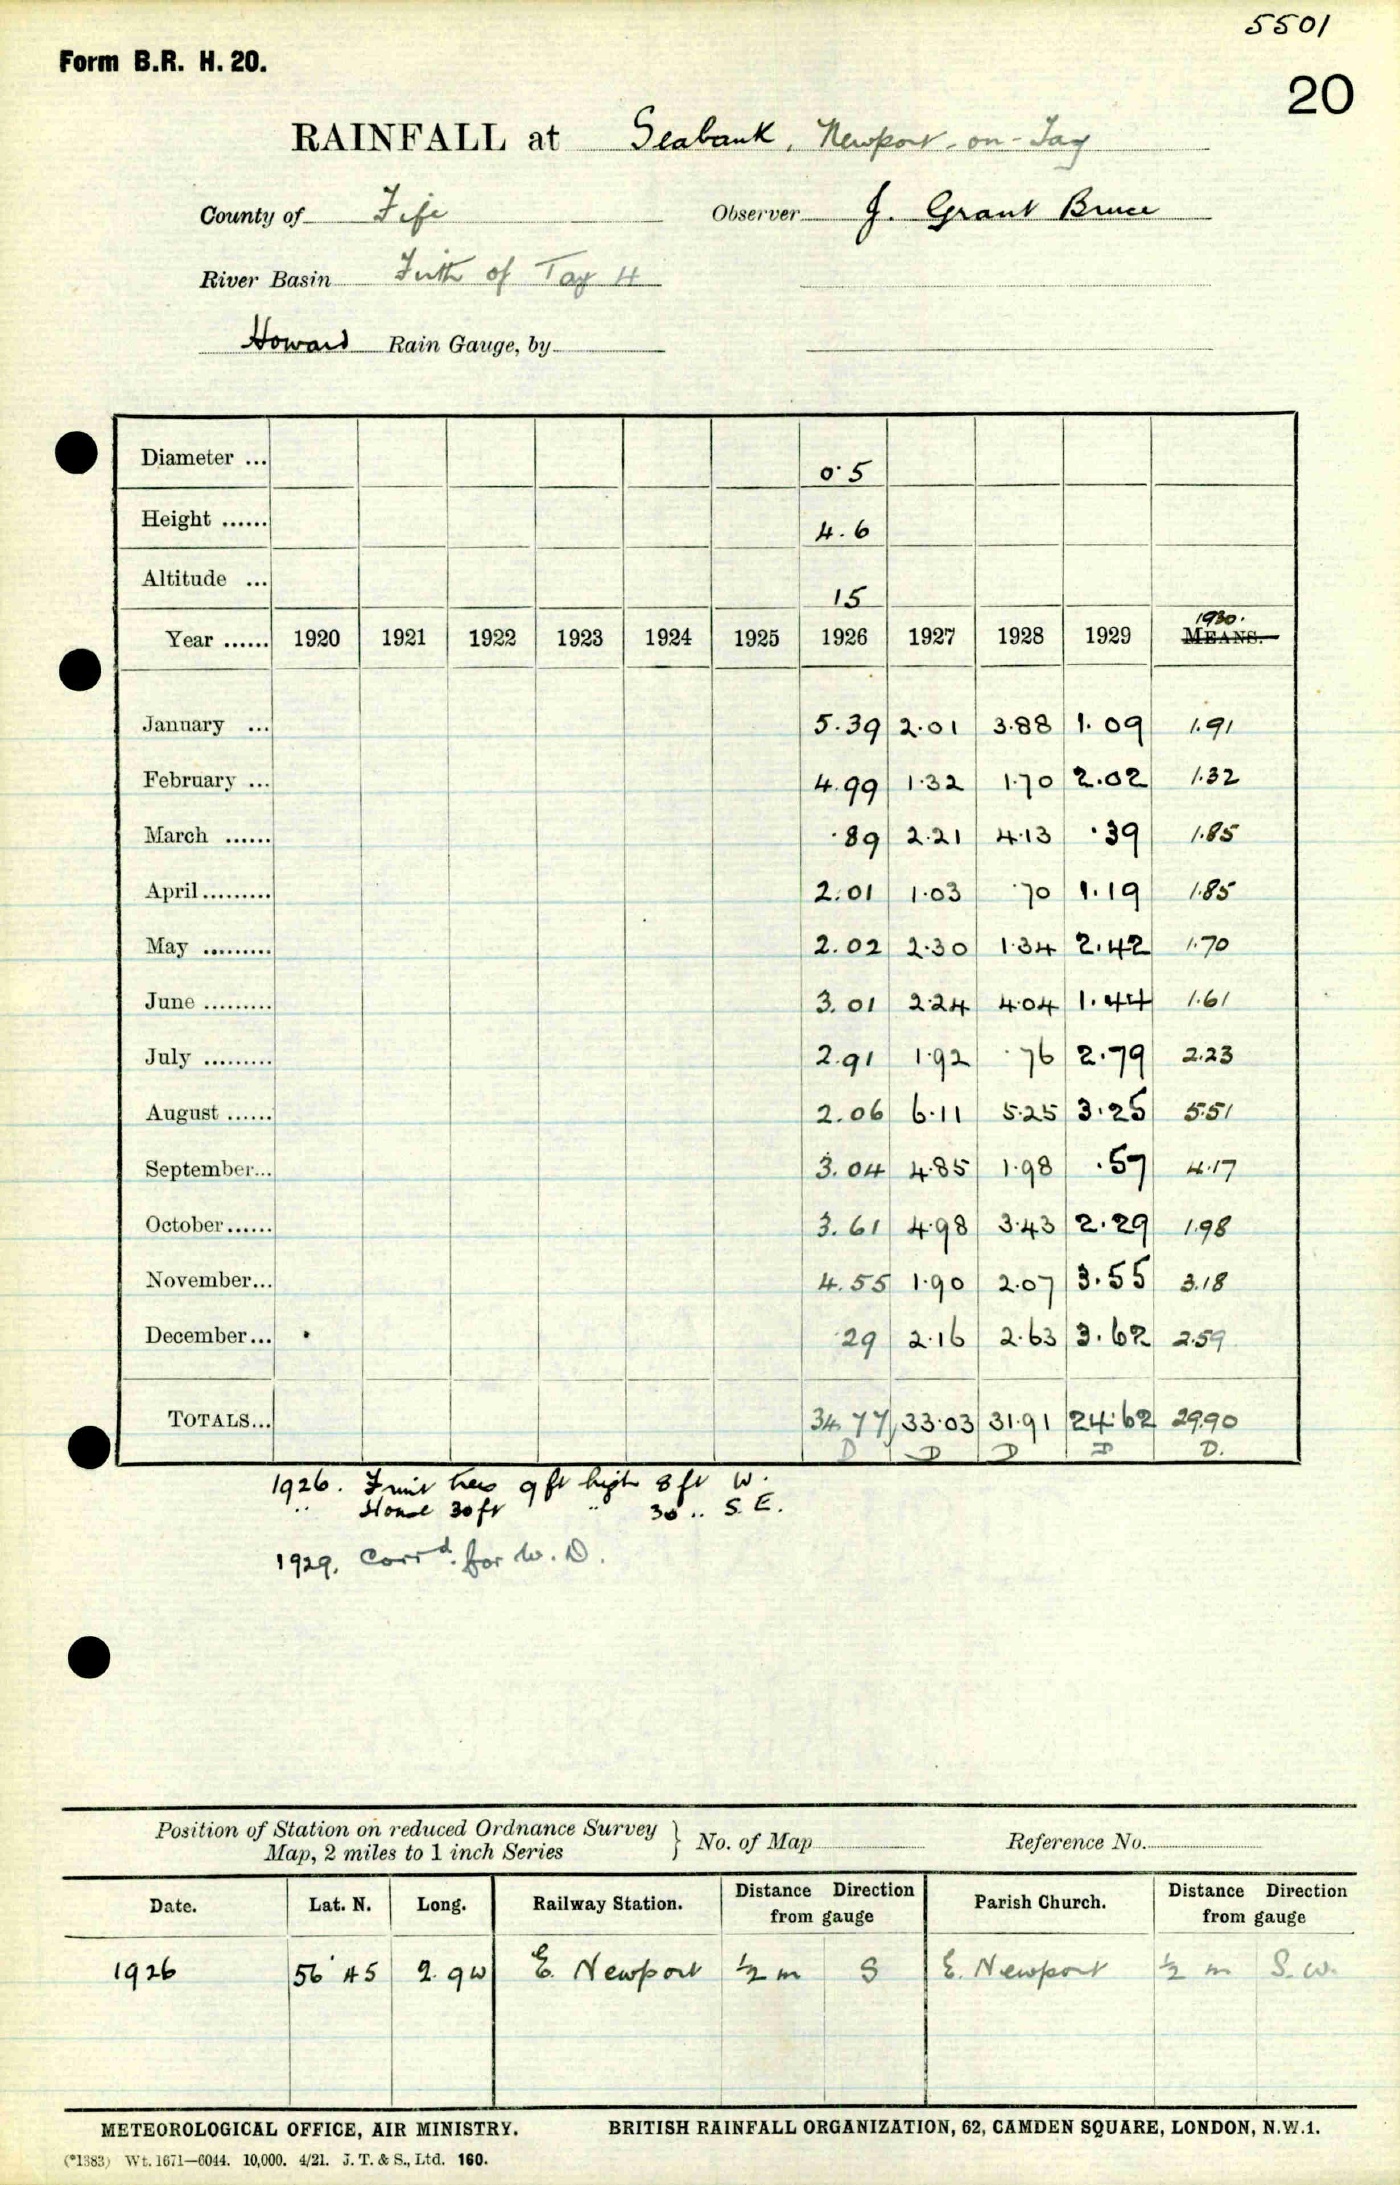 5501
Form B.R. H. 20.
20
RAINFALL at Seabank, Newport-on-Tay
County of Fife Observer J. Grant Bruce
River Basin Firth of Tay H
Howard Rain Gauge, by
Diameter ... 0.5
Height ...... 4.6
Altitude ... 15
1930.
Year ...... 1920 1921 1922 1923 1924 1925 1926 1927 1928 1929 MEANS.
January ... 5.39 2.01 3.88 1.09 1.91
February ... 4.99 1.32 1.70 2.02 1.32
March ...... .89 2.21 4.13 .39 1.85
April ......... 2.01 1.03 .70 1.19 1.85
May ......... 2.02 2.30 1.34 2.42 1.70
June ......... 3.01 2.24 4.04 1.44 1.61
July ......... 2.91 1.92 .76 2.79 2.23
August ...... 2.06 6.11 5.25 3.25 5.51
September... 3.04 4.85 1.98 .57 4.17
October...... 3.61 4.98 3.43 2.29 1.98
November... 4.55 1.90 2.07 3.55 3.18
December... .29 2.16 2.63 3.62 2.59
TOTALS... 34.77 33.03 31.91 24.62 29.90
D D D D D.
1926. Fruit trees 9 ft high 8 ft W.
" House 30 ft " 30 " S. E.
1929. Corrd. for W. D.
Position of Station on reduced Ordnance Survey
Map, 2 miles to 1 inch Series } No. of Map Reference No.
Date. Lat. N. Long. Railway Station. Distance Direction from gauge Parish Church. Distance Direction from gauge
1926 56 45 2. 9 W E. Newport ½ m S E. Newport ½ m S.W.
METEOROLOGICAL OFFICE, AIR MINISTRY. BRITISH RAINFALL ORGANIZATION, 62, CAMDEN SQUARE, LONDON, N.W.1.
(*1383) Wt. 1671—6044. 10,000. 4/21. J. T. & S., Ltd. 160.